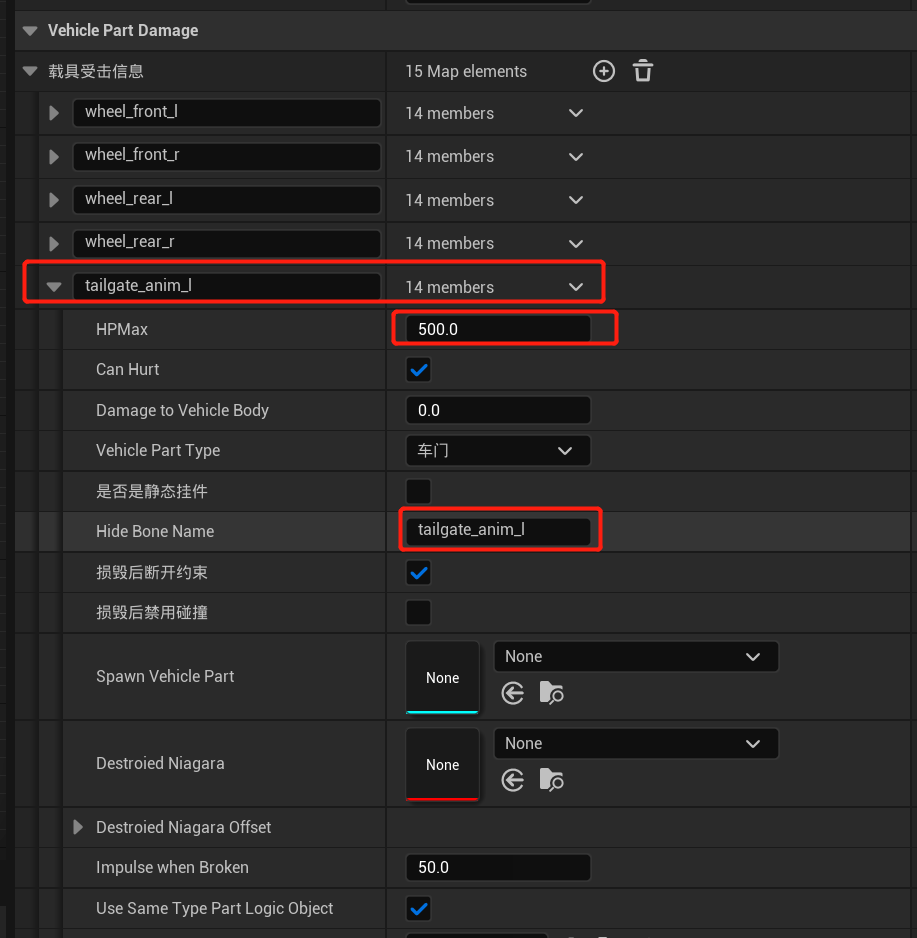 Vehicle Part Damage
载具受击信息 15 Map elements
wheel_front_l 14 members
wheel_front_r 14 members
wheel_rear_l 14 members
wheel_rear_r 14 members
tailgate_anim_l 14 members
HPMax 500.0
Can Hurt
Damage to Vehicle Body 0.0
Vehicle Part Type 车门
是否是静态挂件
Hide Bone Name tailgate_anim_l
损毁后断开约束
损毁后禁用碰撞
Spawn Vehicle Part None None
Destroied Niagara None None
Destroied Niagara Offset
Impulse when Broken 50.0
Use Same Type Part Logic Object